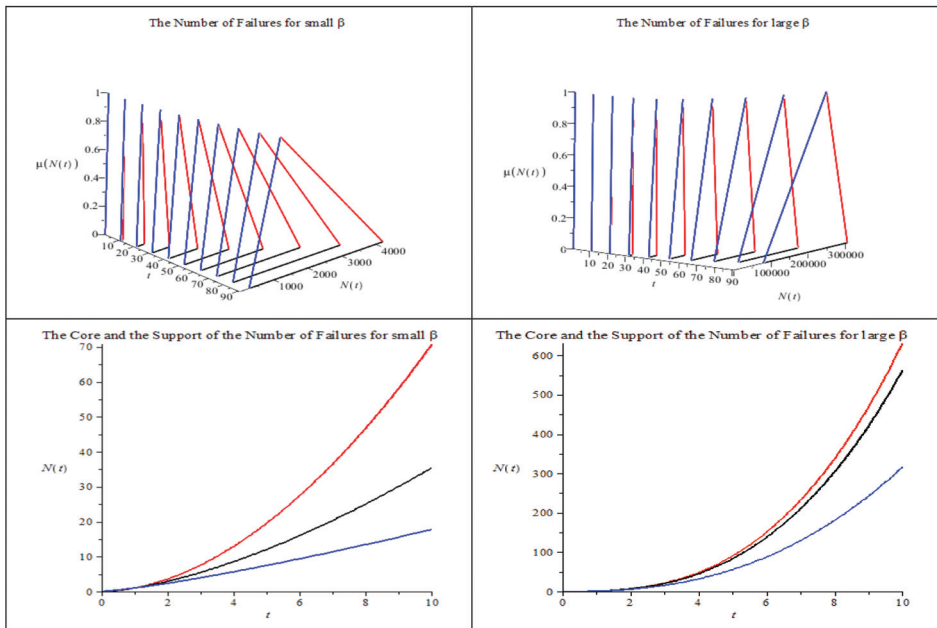 The Number of Failures for small β
1
0.8
0.6
μ(N(t))
0.4
0.2
0
10
20
30
40
50
60
70
80
90
t
1000
2000
3000
4000
N(t)
The Number of Failures for large β
1
0.8
0.6
μ(N(t))
0.4
0.2
0
10 20 30 40 50 60 70 80 90
t
100000
200000
300000
N(t)
The Core and the Support of the Number of Failures for small β
70
60
50
N(t)
40
30
20
10
0
0 2 4 6 8 10
t
The Core and the Support of the Number of Failures for large β
600
500
400
N(t)
300
200
100
0
0 2 4 6 8 10
t